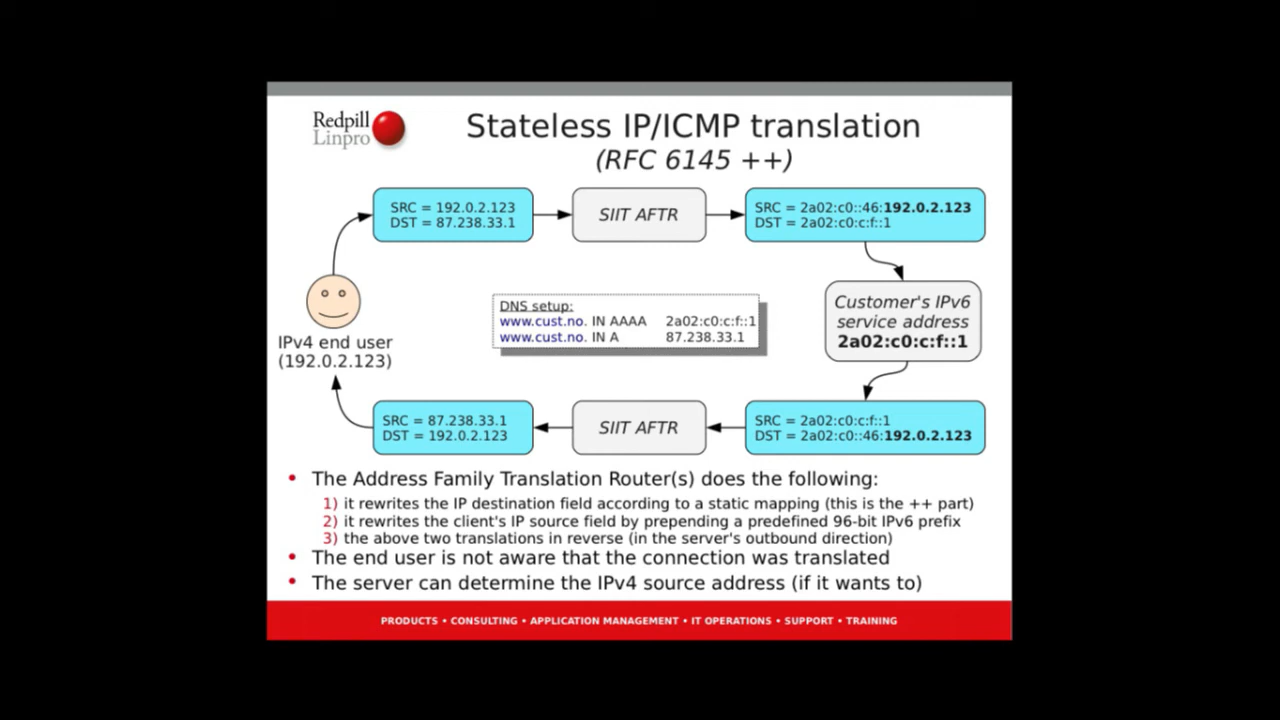 Redpill
Linpro
Stateless IP/ICMP translation
(RFC 6145 ++)
SRC = 192.0.2.123
DST = 87.238.33.1
SIIT AFTR
SRC = 2a02:c0::46:192.0.2.123
DST = 2a02:c0:c:f::1
IPv4 end user
(192.0.2.123)
DNS setup:
www.cust.no. IN AAAA 2a02:c0:c:f::1
www.cust.no. IN A 87.238.33.1
Customer's IPv6
service address
2a02:c0:c:f::1
SRC = 87.238.33.1
DST = 192.0.2.123
SIIT AFTR
SRC = 2a02:c0:c:f::1
DST = 2a02:c0::46:192.0.2.123
• The Address Family Translation Router(s) does the following:
1) it rewrites the IP destination field according to a static mapping (this is the ++ part)
2) it rewrites the client's IP source field by prepending a predefined 96-bit IPv6 prefix
3) the above two translations in reverse (in the server's outbound direction)
• The end user is not aware that the connection was translated
• The server can determine the IPv4 source address (if it wants to)
PRODUCTS • CONSULTING • APPLICATION MANAGEMENT • IT OPERATIONS • SUPPORT • TRAINING